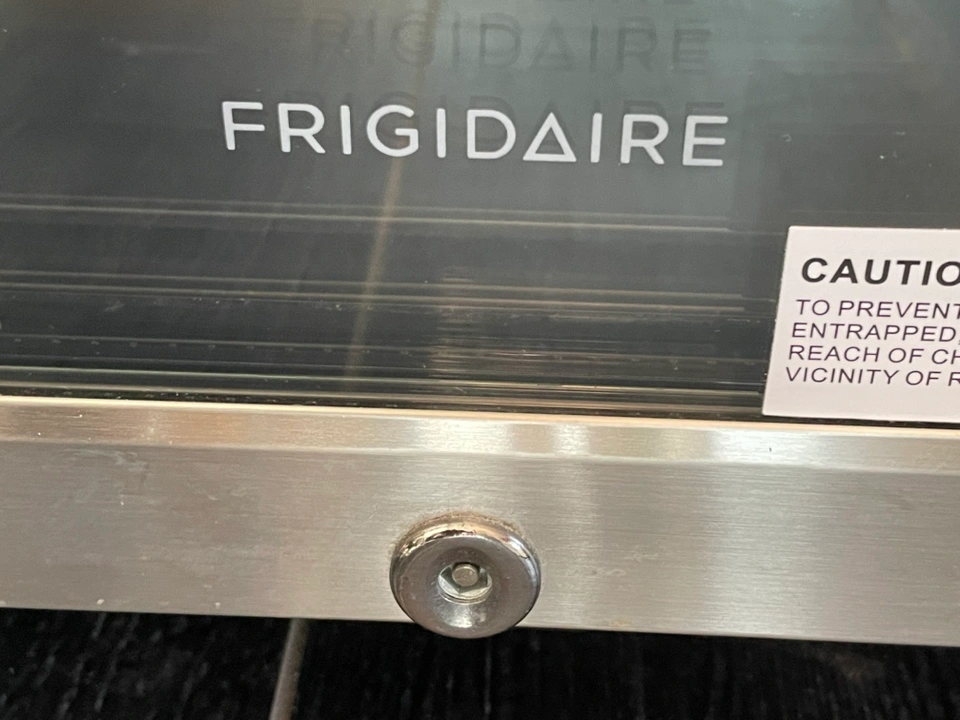 FRIGIDAIRE
CAUTIO
TO PREVENT
ENTRAPPED,
REACH OF CH
VICINITY OF R